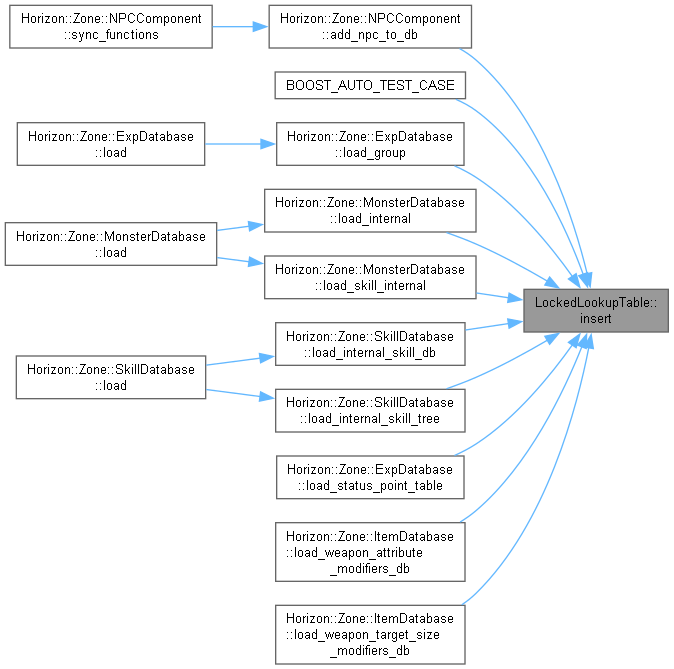 Horizon::Zone::NPCComponent
::sync_functions
Horizon::Zone::NPCComponent
::add_npc_to_db
BOOST_AUTO_TEST_CASE
Horizon::Zone::ExpDatabase
::load
Horizon::Zone::ExpDatabase
::load_group
Horizon::Zone::MonsterDatabase
::load_internal
Horizon::Zone::MonsterDatabase
::load
Horizon::Zone::MonsterDatabase
::load_skill_internal
LockedLookupTable::
insert
Horizon::Zone::SkillDatabase
::load_internal_skill_db
Horizon::Zone::SkillDatabase
::load
Horizon::Zone::SkillDatabase
::load_internal_skill_tree
Horizon::Zone::ExpDatabase
::load_status_point_table
Horizon::Zone::ItemDatabase
::load_weapon_attribute
_modifiers_db
Horizon::Zone::ItemDatabase
::load_weapon_target_size
_modifiers_db